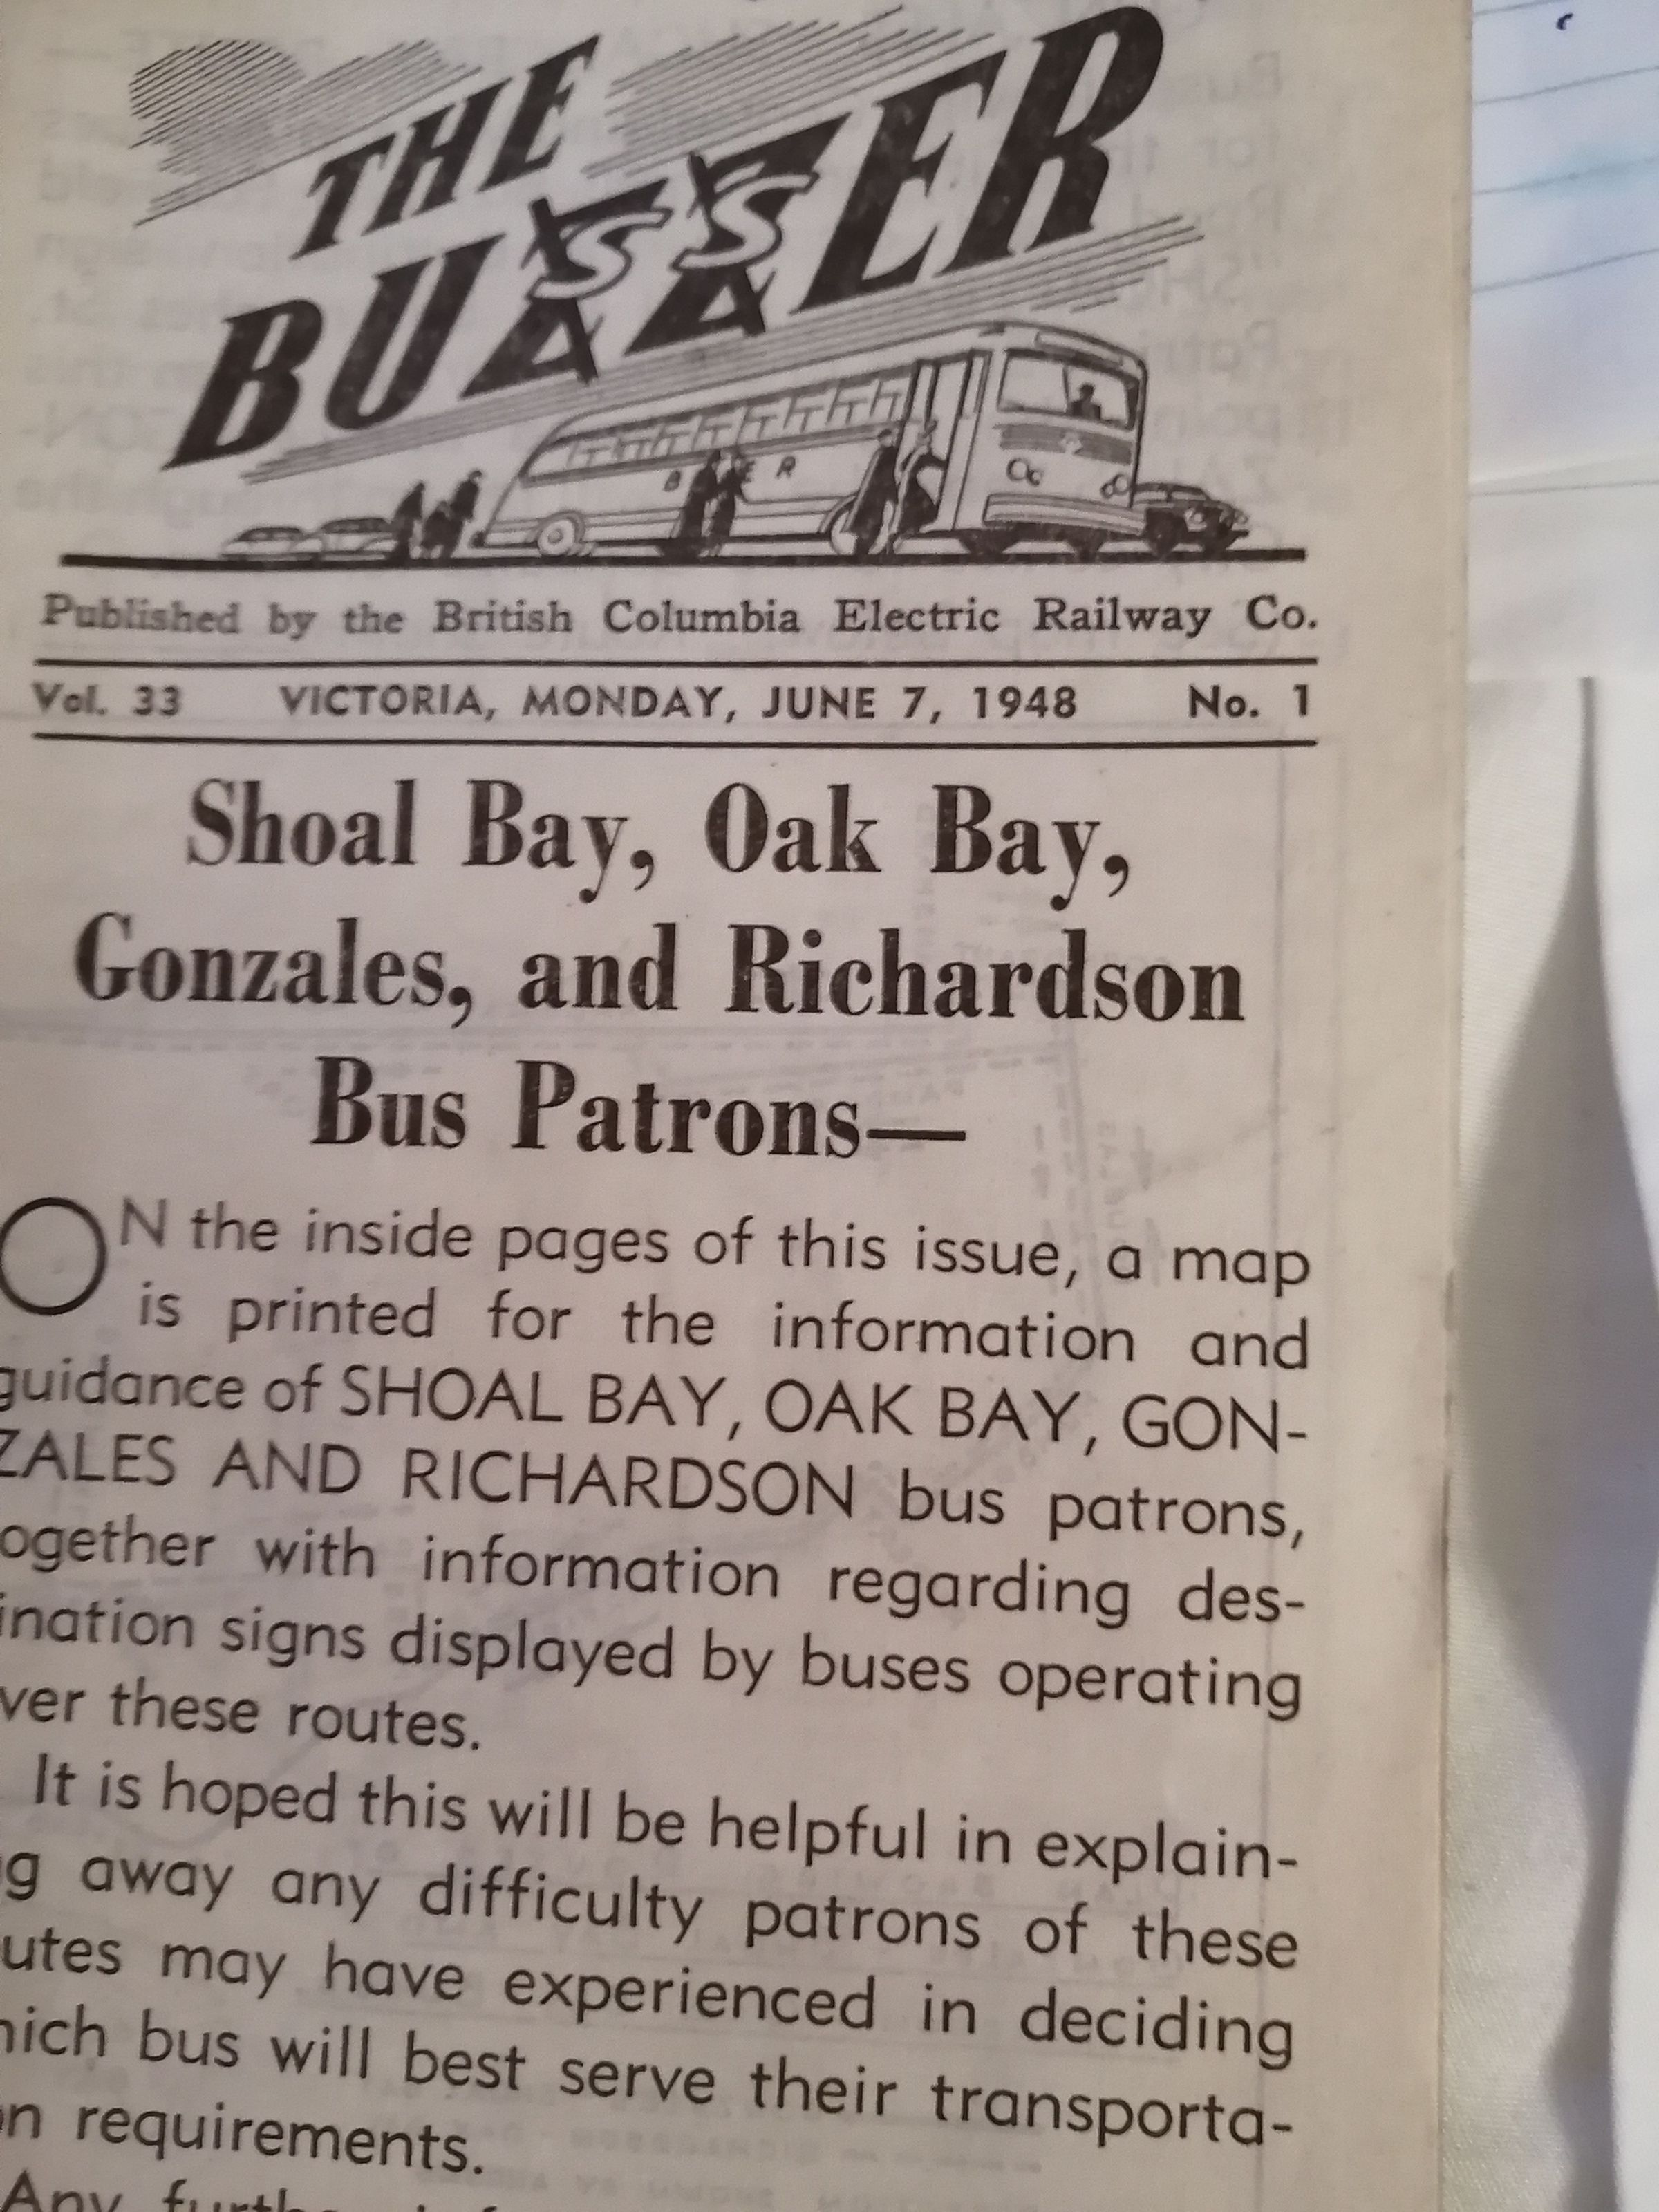 THE
BUSSER
Published by the British Columbia Electric Railway Co.
Vol. 33 VICTORIA, MONDAY, JUNE 7, 1948 No. 1
Shoal Bay, Oak Bay,
Gonzales, and Richardson
Bus Patrons—
ON the inside pages of this issue, a map
is printed for the information and
guidance of SHOAL BAY, OAK BAY, GON-
ZALES AND RICHARDSON bus patrons,
ogether with information regarding des-
ination signs displayed by buses operating
ver these routes.
It is hoped this will be helpful in explain-
g away any difficulty patrons of these
utes may have experienced in deciding
hich bus will best serve their transporta-
n requirements.
Any